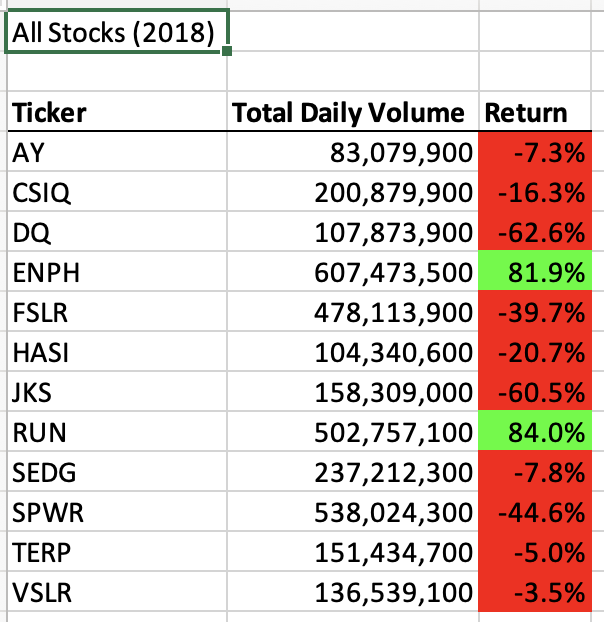 All Stocks (2018)
Ticker Total Daily Volume Return
AY 83,079,900 -7.3%
CSIQ 200,879,900 -16.3%
DQ 107,873,900 -62.6%
ENPH 607,473,500 81.9%
FSLR 478,113,900 -39.7%
HASI 104,340,600 -20.7%
JKS 158,309,000 -60.5%
RUN 502,757,100 84.0%
SEDG 237,212,300 -7.8%
SPWR 538,024,300 -44.6%
TERP 151,434,700 -5.0%
VSLR 136,539,100 -3.5%